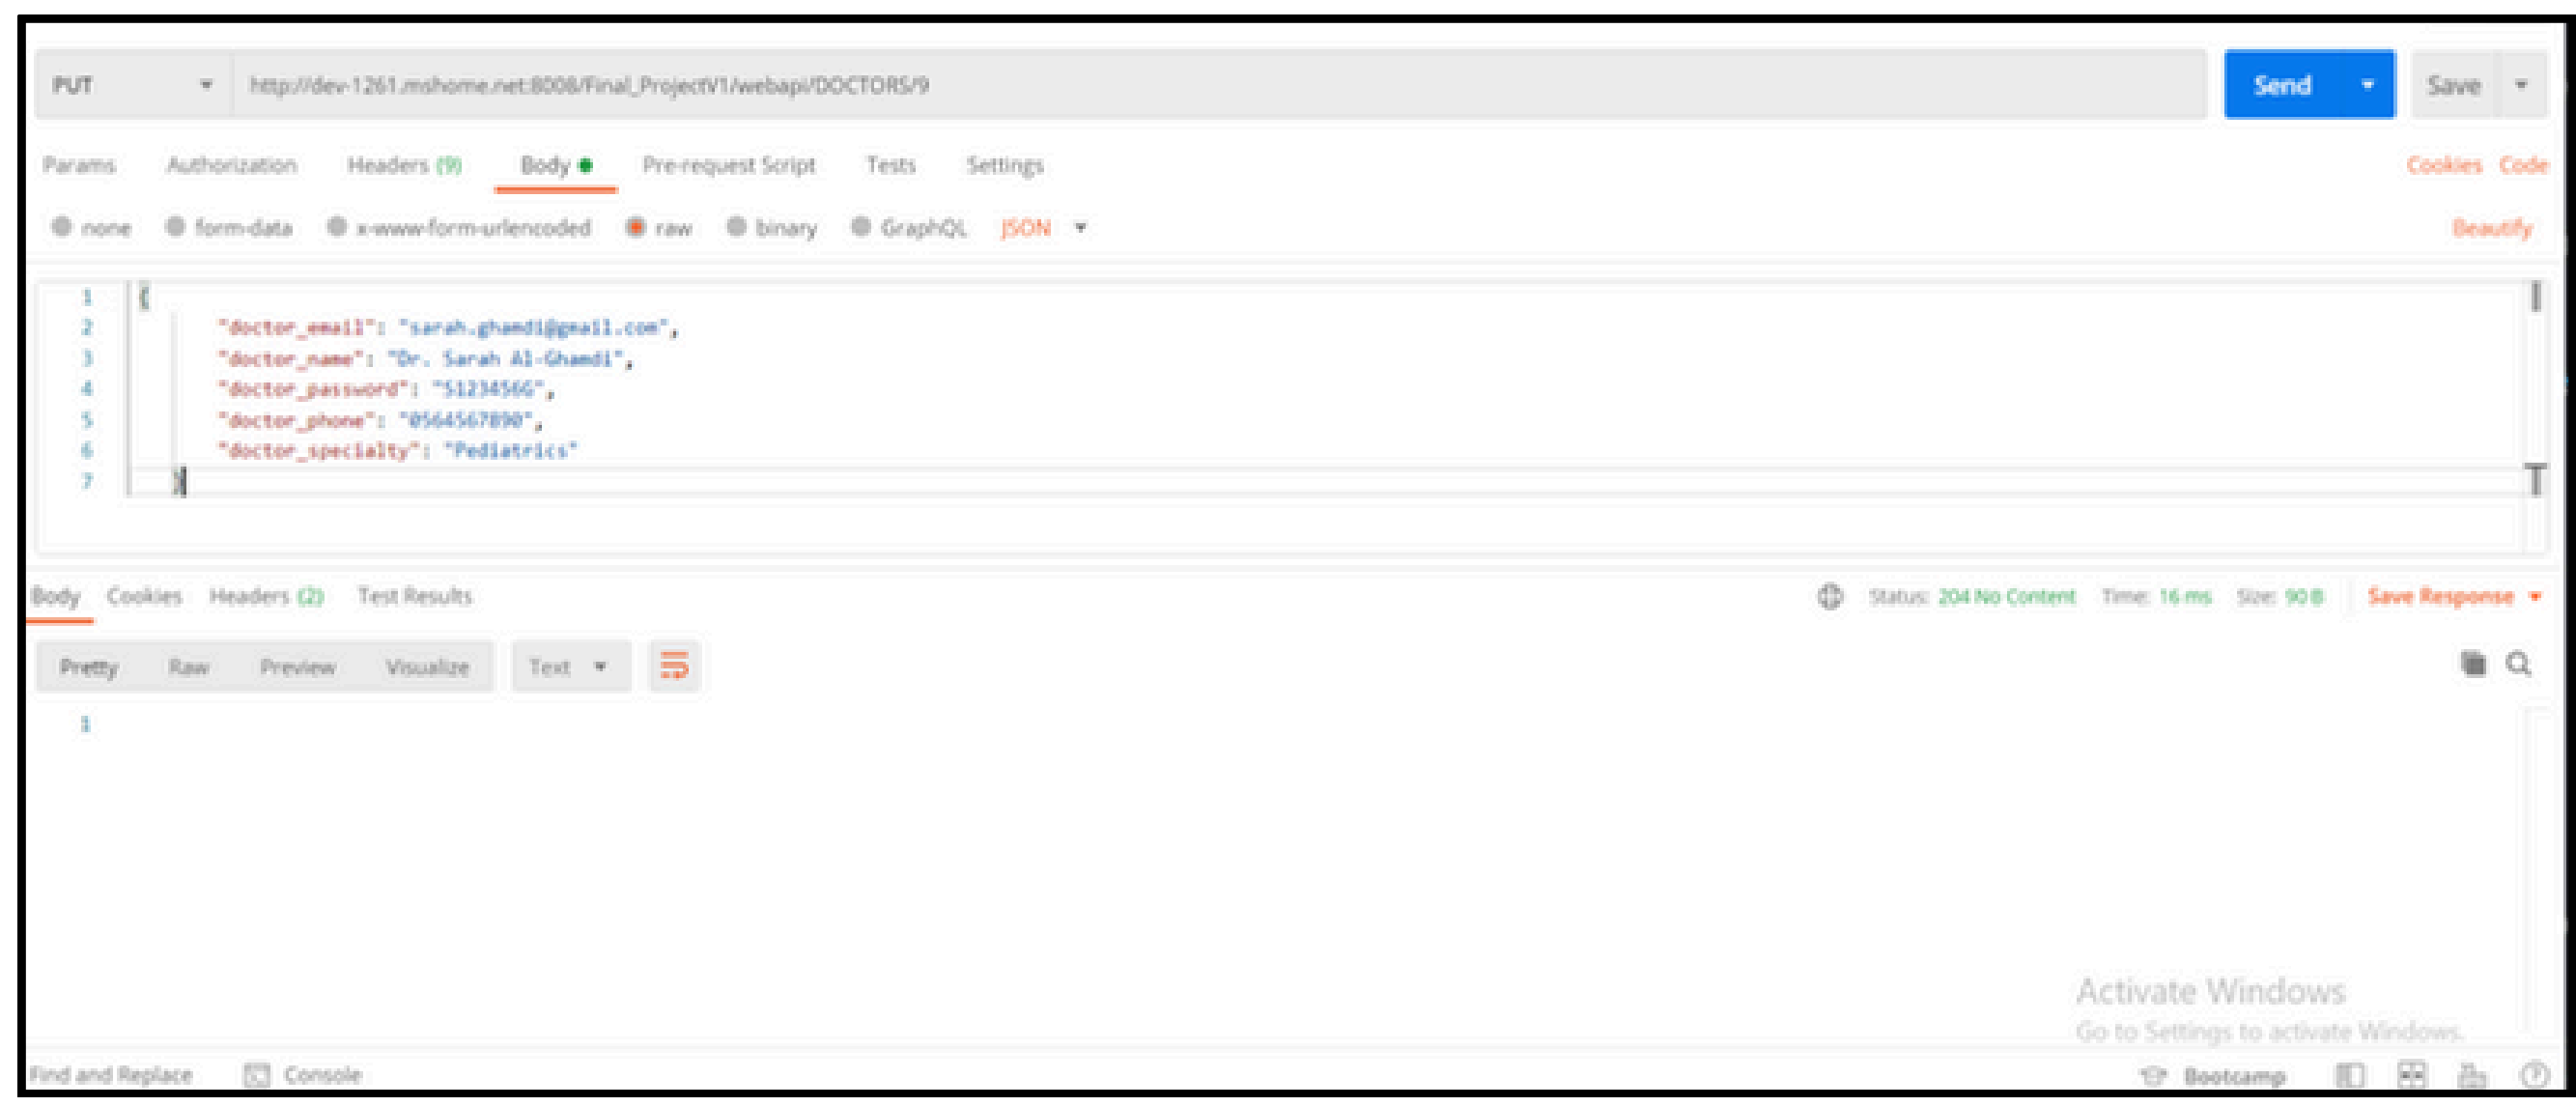 PUT http://dev-1261.mshome.net:8008/Final_ProjectV1/webapi/DOCTORS/9 Send Save
Params Authorization Headers (9) Body Pre-request Script Tests Settings Cookies Code
none form-data x-www-form-urlencoded raw binary GraphQL JSON Beautify
1 {
2 "doctor_email": "sarah.ghamdi@gmail.com",
3 "doctor_name": "Dr. Sarah Al-Ghamdi",
4 "doctor_password": "S123456G",
5 "doctor_phone": "0564567890",
6 "doctor_specialty": "Pediatrics"
7 }
Body Cookies Headers (2) Test Results Status: 204 No Content Time: 16 ms Size: 90 B Save Response
Pretty Raw Preview Visualize Text
1
Activate Windows
Go to Settings to activate Windows.
Find and Replace Console Bootcamp